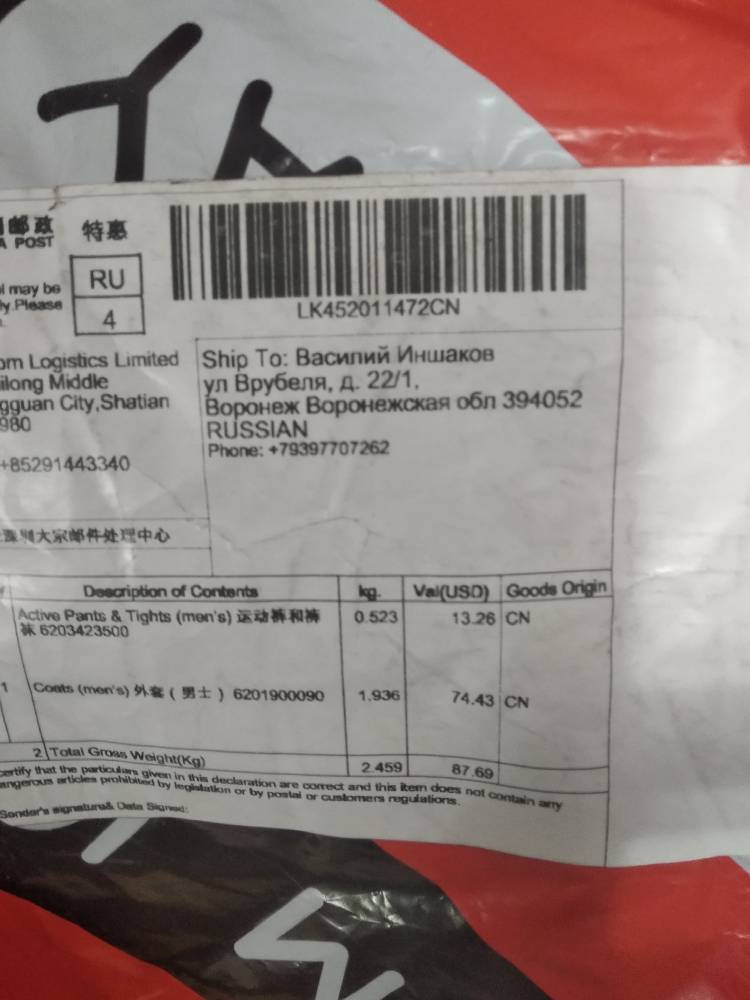 邮政 特惠
POST
RU
4
may be
Please
LK452011472CN
Logistics Limited
Middle
City,Shatian
980
+85291443340
Ship To: Василий Иншаков
ул Врубеля, д. 22/1,
Воронеж Воронежская обл 394052
RUSSIAN
Phone: +79397707262
深圳大宗邮件处理中心
Description of Contents kg. Val(USD) Goods Origin
Active Pants & Tights (men's) 运动裤和裤 0.523 13.26 CN
袜 6203423500
1 Coats (men's) 外套 ( 男士 ) 6201900090 1.936 74.43 CN
2 Total Gross Weight(Kg) 2.459 87.69
certify that the particulars given in this declaration are correct and this item does not contain any
dangerous articles prohibited by legislation or by postal or customers regulations.
Sender's signature& Data Signed: